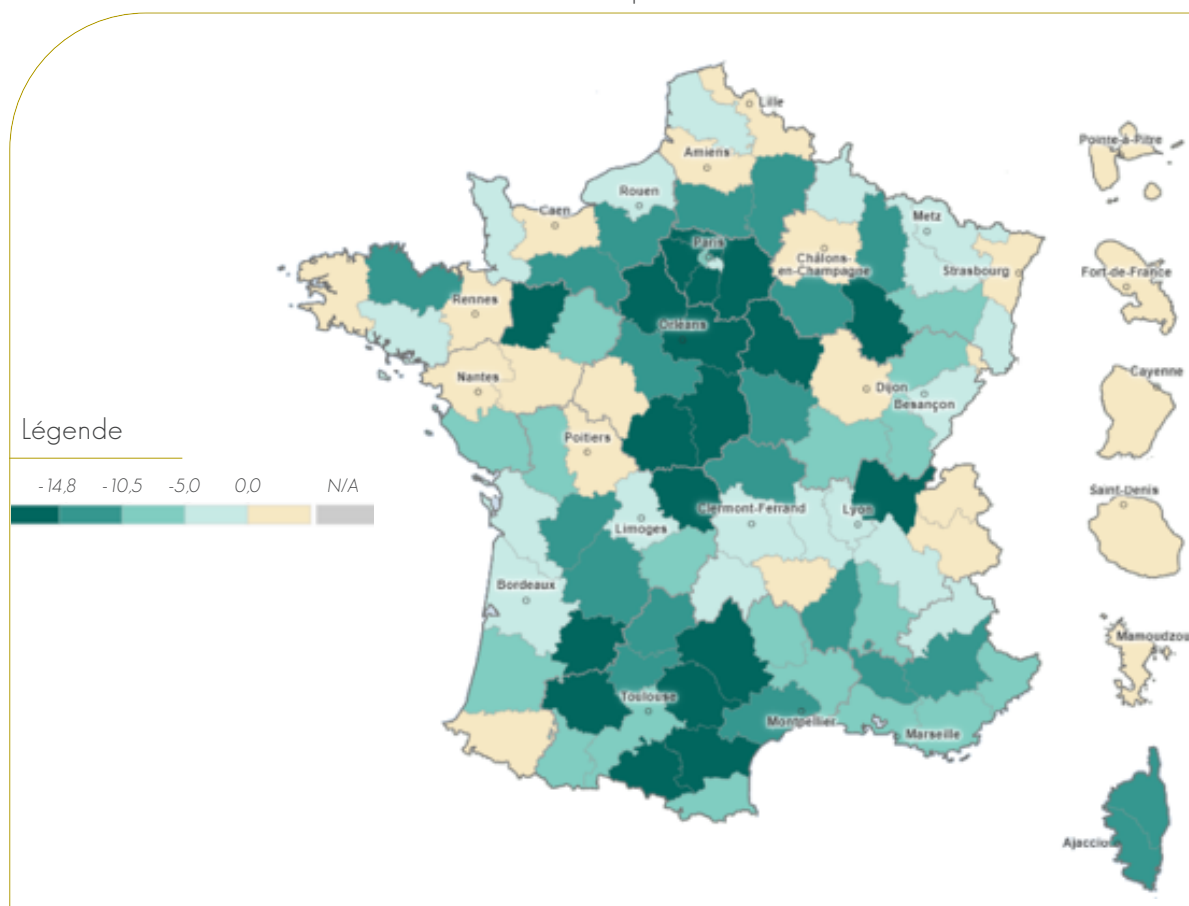 Lille
Pointe-à-Pitre
Amiens
Rouen
Caen
Metz
Paris
Châlons-
en-Champagne
Strasbourg
Fort-de-France
Rennes
Orléans
Cayenne
Nantes
Dijon
Besançon
Légende
Poitiers
-14,8 -10,5 -5,0 0,0 N/A
Saint-Denis
Clermont-Ferrand
Lyon
Limoges
Bordeaux
Mamoudzou
Toulouse
Montpellier
Marseille
Ajaccio